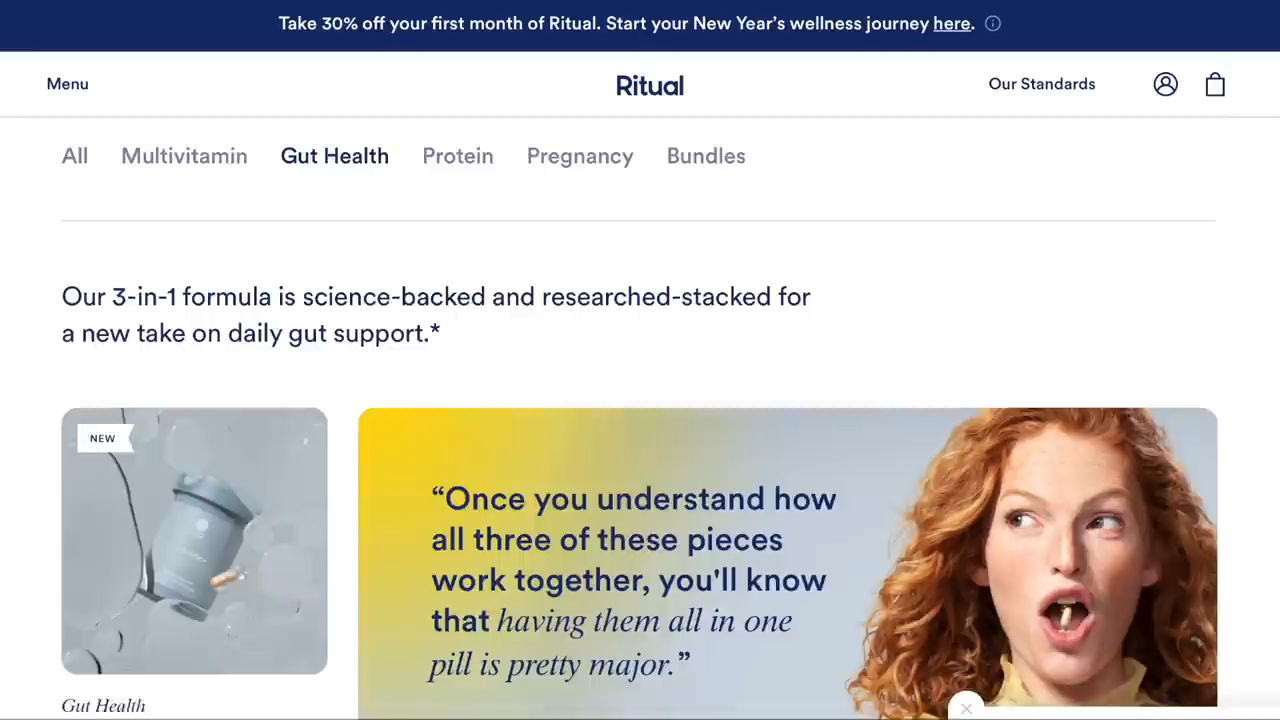 Take 30% off your first month of Ritual. Start your New Year’s wellness journey here.
Menu
Ritual
Our Standards
All
Multivitamin
Gut Health
Protein
Pregnancy
Bundles
Our 3-in-1 formula is science-backed and researched-stacked for
a new take on daily gut support.*
NEW
“Once you understand how
all three of these pieces
work together, you'll know
that having them all in one
pill is pretty major.”
Gut Health